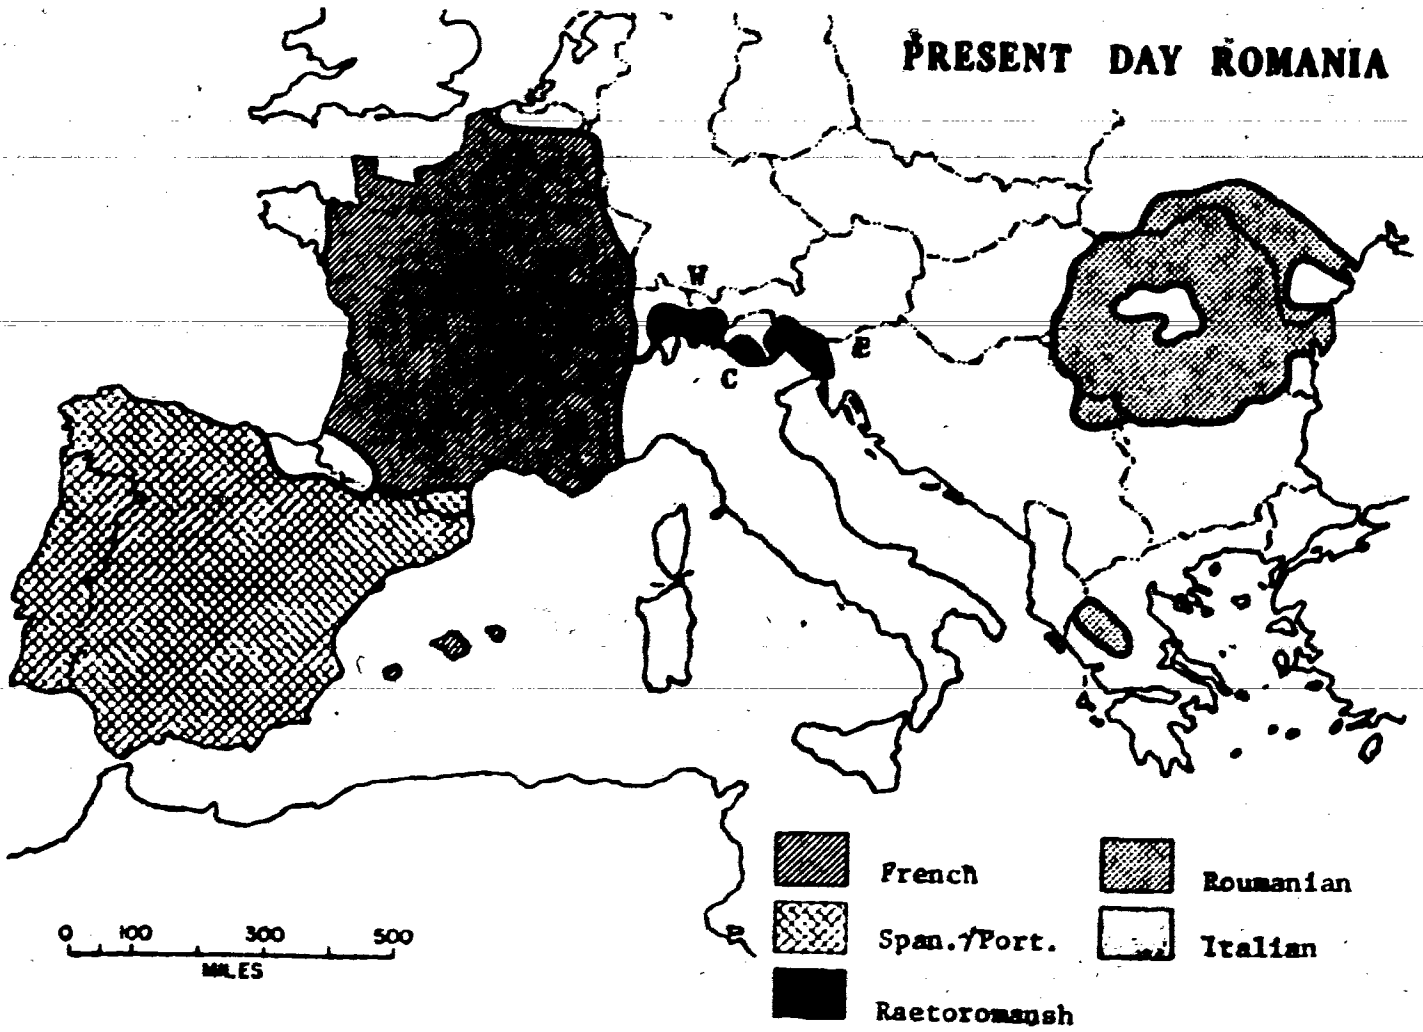 PRESENT DAY ROMANIA
W
E
C
French
Roumanian
Span./Port.
Italian
Raetoromansh
0 100 300 500
MILES